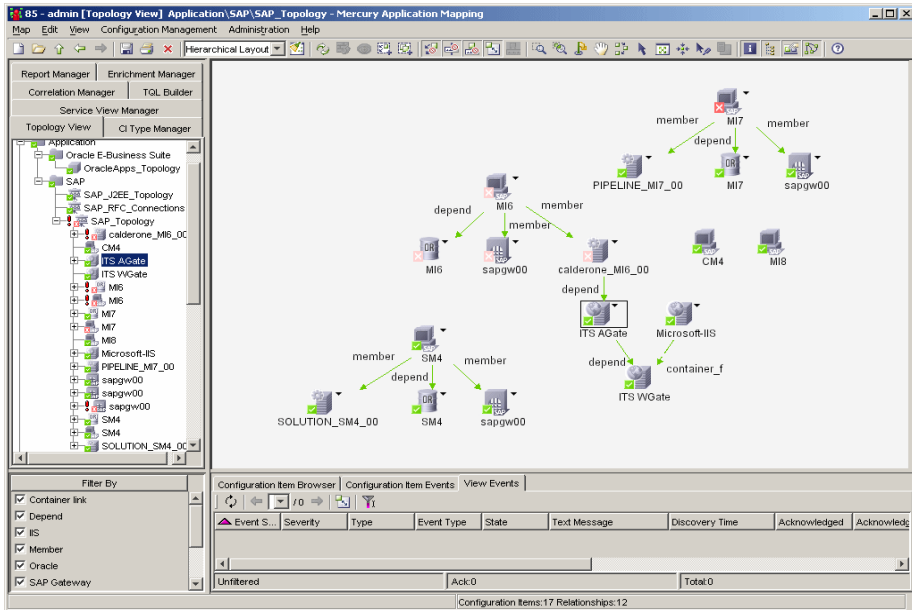 85 - admin [Topology View] Application\SAP\SAP_Topology - Mercury Application Mapping
Map Edit View Configuration Management Administration Help
Hierarchical Layout
Report Manager Enrichment Manager
Correlation Manager TQL Builder
Service View Manager
Topology View CI Type Manager
Application
Oracle E-Business Suite
OracleApps_Topology
SAP
SAP_J2EE_Topology
SAP_RFC_Connections
SAP_Topology
calderone_MI6_00
CM4
ITS AGate
ITS WGate
MI6
MI6
MI7
MI7
MI8
Microsoft-IIS
PIPELINE_MI7_00
sapgw00
sapgw00
sapgw00
SM4
SM4
SOLUTION_SM4_00
MI7
member
member
depend
PIPELINE_MI7_00
MI7
sapgw00
MI6
depend
member
member
MI6
sapgw00
calderone_MI6_00
CM4
MI8
depend
ITS AGate
Microsoft-IIS
SM4
member
member
depend
depend
container_f
ITS WGate
SOLUTION_SM4_00
SM4
sapgw00
Filter By
Container link
Depend
IIS
Member
Oracle
SAP Gateway
Configuration Item Browser Configuration Item Events View Events
/0
Event S... Severity Type Event Type State Text Message Discovery Time Acknowledged Acknowledg
Unfiltered Ack:0 Total:0
Configuration Items:17 Relationships:12